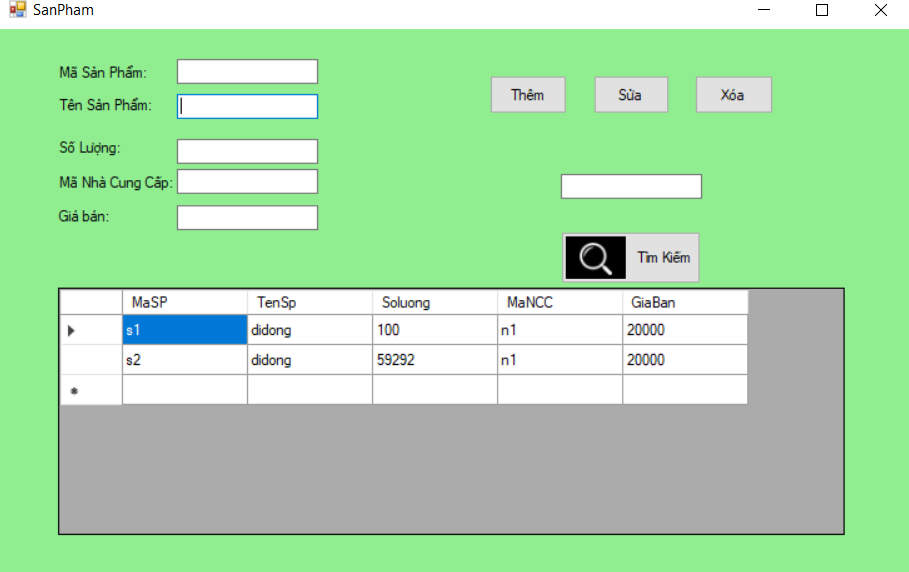 SanPham
Mã Sản Phẩm:
Thêm Sửa Xóa
Tên Sản Phẩm:
Số Lượng:
Mã Nhà Cung Cấp:
Giá bán:
Tìm Kiếm
MaSP TenSp Soluong MaNCC GiaBan
s1 didong 100 n1 20000
s2 didong 59292 n1 20000